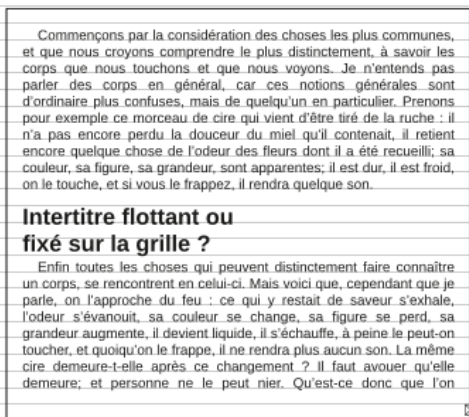 Commençons par la considération des choses les plus communes,
et que nous croyons comprendre le plus distinctement, à savoir les
corps que nous touchons et que nous voyons. Je n'entends pas
parler des corps en général, car ces notions générales sont
d'ordinaire plus confuses, mais de quelqu'un en particulier. Prenons
pour exemple ce morceau de cire qui vient d'être tiré de la ruche : il
n'a pas encore perdu la douceur du miel qu'il contenait, il retient
encore quelque chose de l'odeur des fleurs dont il a été recueilli; sa
couleur, sa figure, sa grandeur, sont apparentes; il est dur, il est froid,
on le touche, et si vous le frappez, il rendra quelque son.
Intertitre flottant ou
fixé sur la grille ?
Enfin toutes les choses qui peuvent distinctement faire connaître
un corps, se rencontrent en celui-ci. Mais voici que, cependant que je
parle, on l'approche du feu : ce qui y restait de saveur s'exhale,
l'odeur s'évanouit, sa couleur se change, sa figure se perd, sa
grandeur augmente, il devient liquide, il s'échauffe, à peine le peut-on
toucher, et quoiqu'on le frappe, il ne rendra plus aucun son. La même
cire demeure-t-elle après ce changement ? Il faut avouer qu'elle
demeure; et personne ne le peut nier. Qu'est-ce donc que l'on